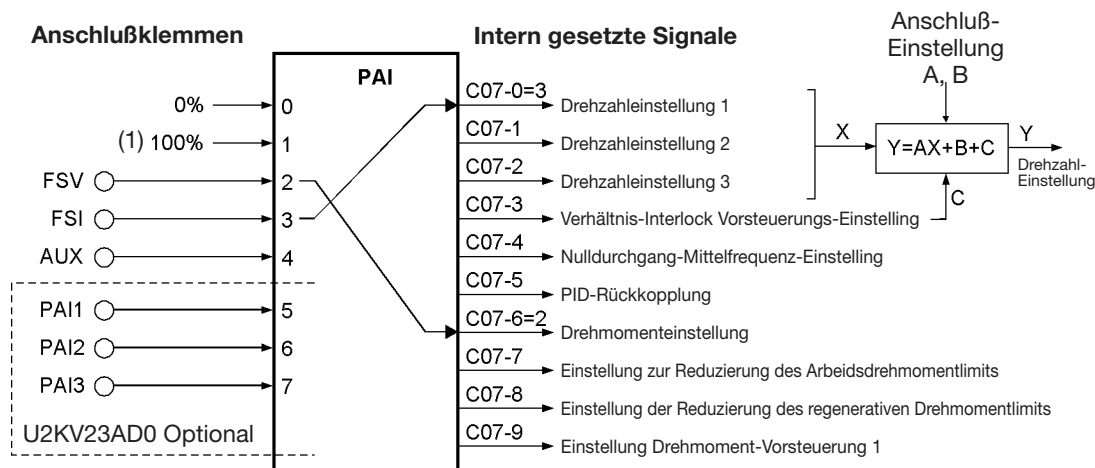 Anschlußklemmen
PAI
Intern gesetzte Signale
Anschluß-
Einstellung
A, B
0%
0
(1) 100%
1
FSV
2
FSI
3
AUX
4
PAI1
5
PAI2
6
PAI3
7
U2KV23AD0 Optional
C07-0=3
Drehzahleinstellung 1
C07-1
Drehzahleinstellung 2
C07-2
Drehzahleinstellung 3
C07-3
Verhältnis-Interlock Vorsteuerungs-Einstelling
C07-4
Nulldurchgang-Mittelfrequenz-Einstelling
C07-5
PID-Rückkopplung
C07-6=2
Drehmomenteinstellung
C07-7
Einstellung zur Reduzierung des Arbeidsdrehmomentlimits
C07-8
Einstellung der Reduzierung des regenerativen Drehmomentlimits
C07-9
Einstellung Drehmoment-Vorsteuerung 1
X
Y=AX+B+C
Y
Drehzahl-
Einstellung
C